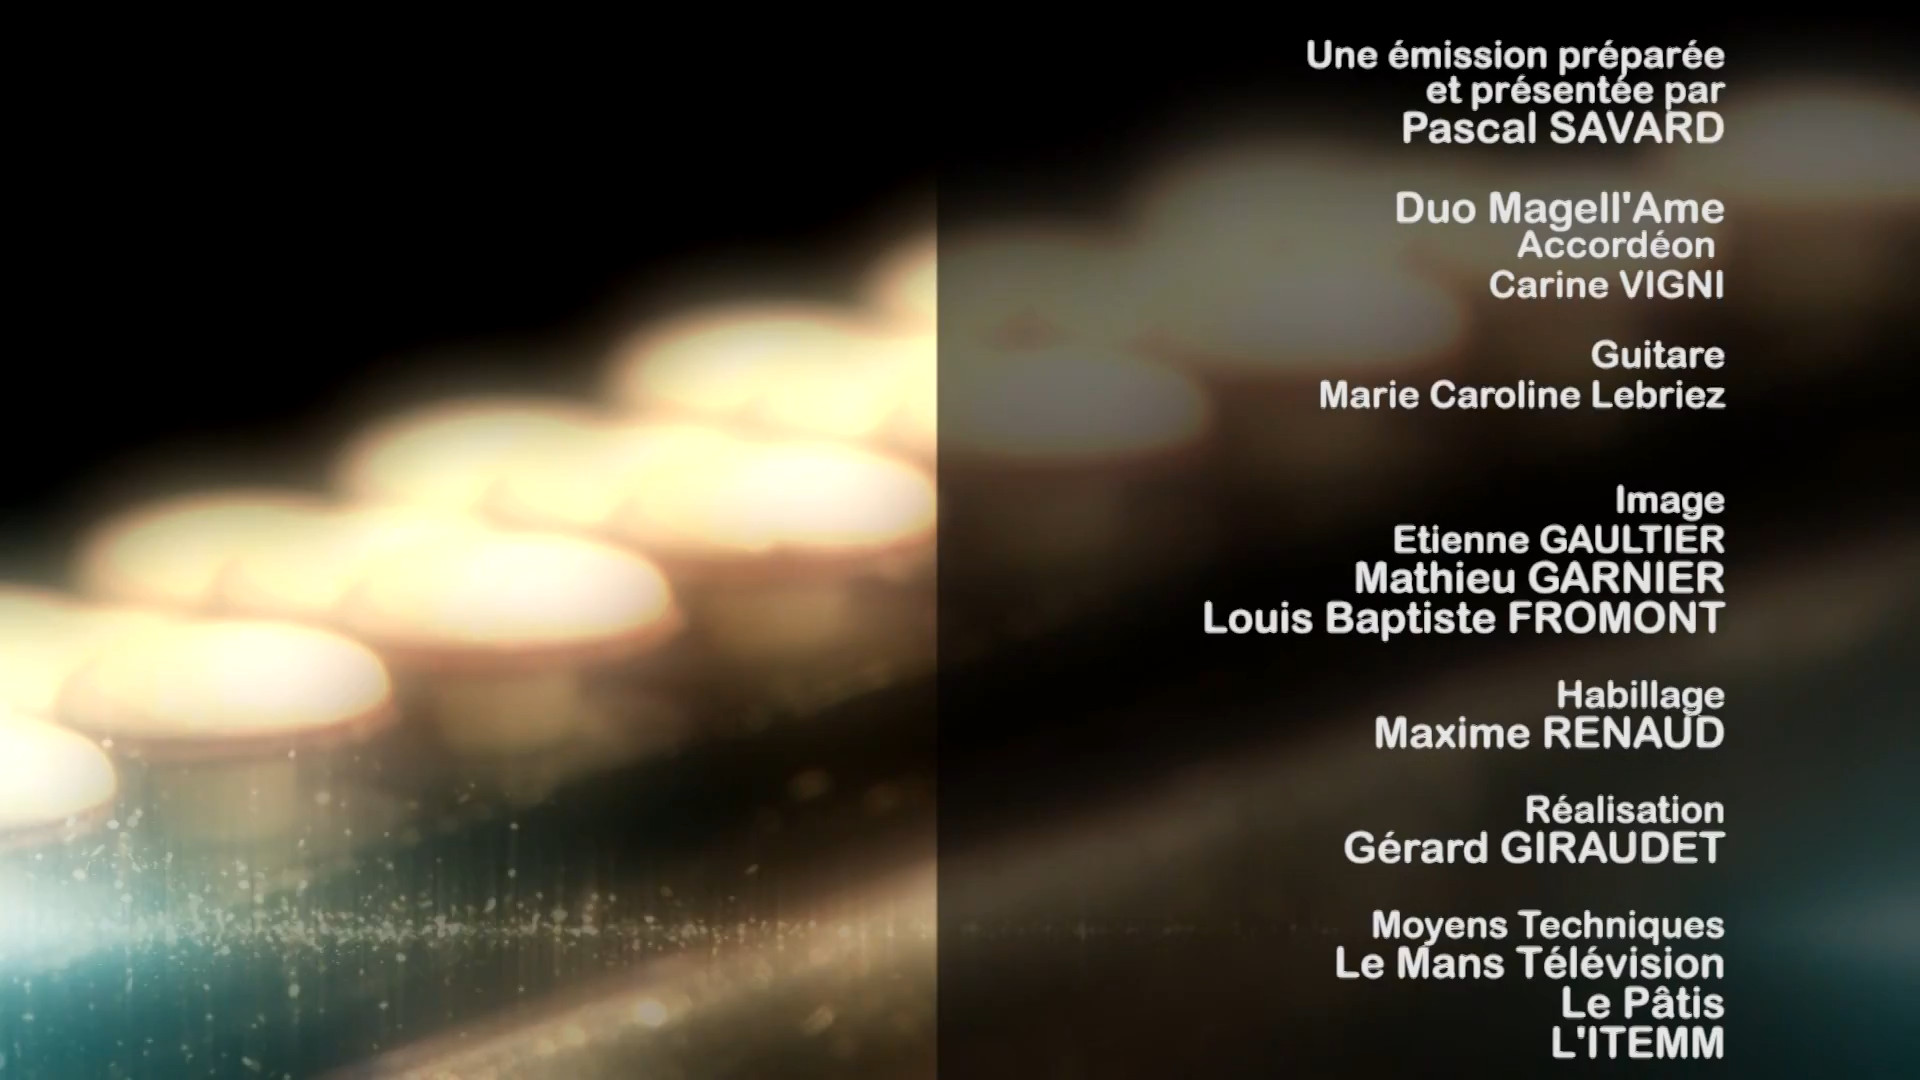 Une émission préparée
et présentée par
Pascal SAVARD
Duo Magell'Ame
Accordéon
Carine VIGNI
Guitare
Marie Caroline Lebriez
Image
Etienne GAULTIER
Mathieu GARNIER
Louis Baptiste FROMONT
Habillage
Maxime RENAUD
Réalisation
Gérard GIRAUDET
Moyens Techniques
Le Mans Télévision
Le Pâtis
L'ITEMM